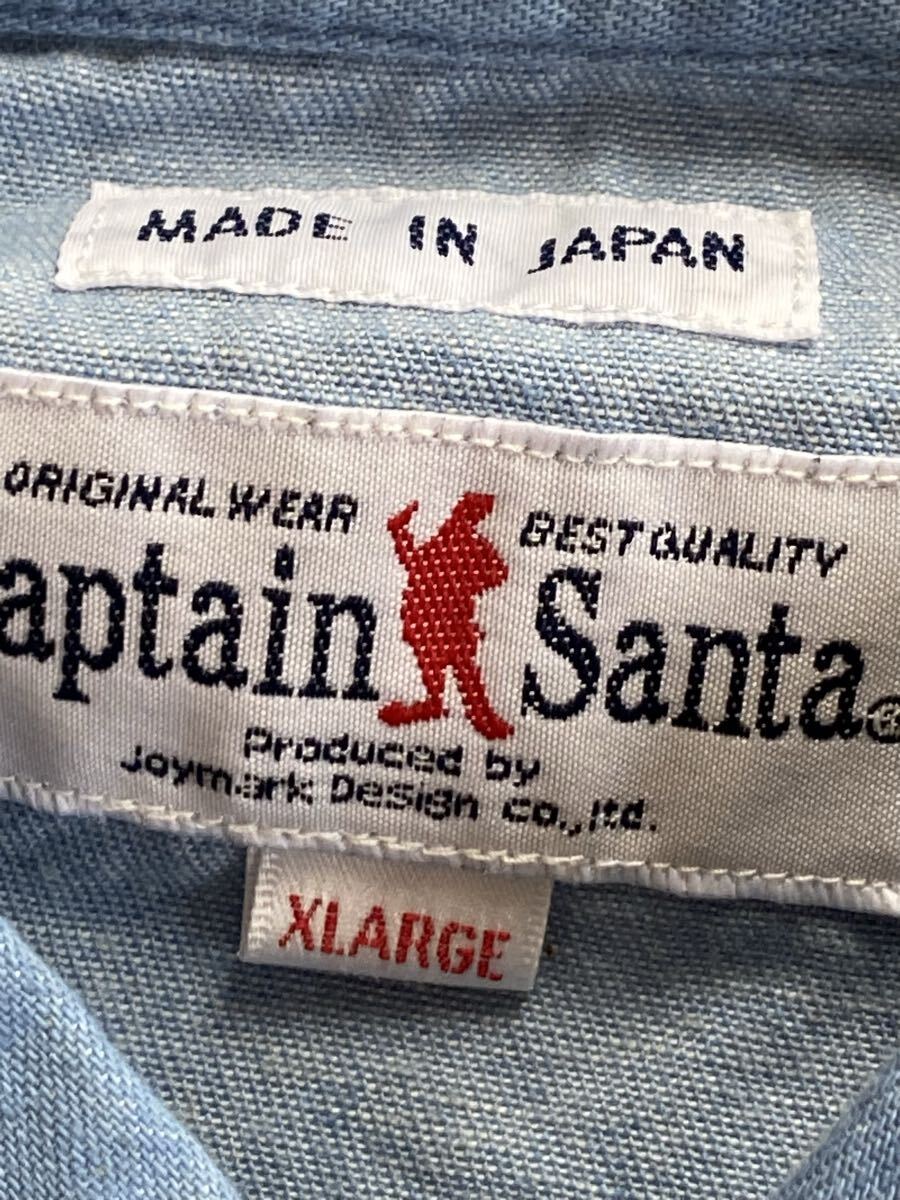 MADE IN JAPAN
ORIGINAL WEAR BEST QUALITY
aptain Santa®
Produced by
Joymark Design co.,ltd.
XLARGE